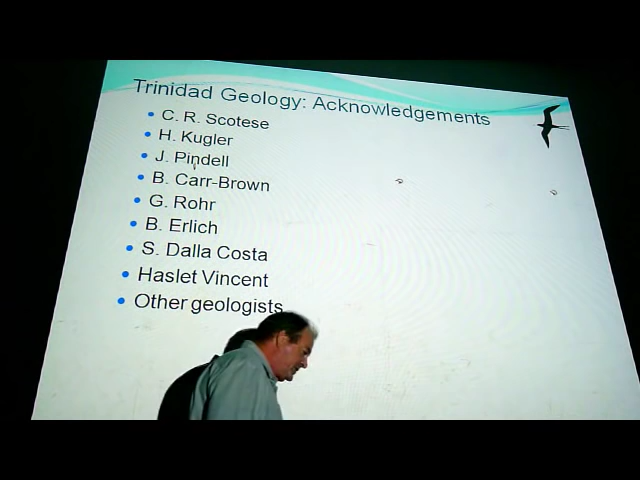 Trinidad Geology: Acknowledgements
C. R. Scotese
H. Kugler
J. Pindell
B. Carr-Brown
G. Rohr
B. Erlich
S. Dalla Costa
Haslet Vincent
Other geologists